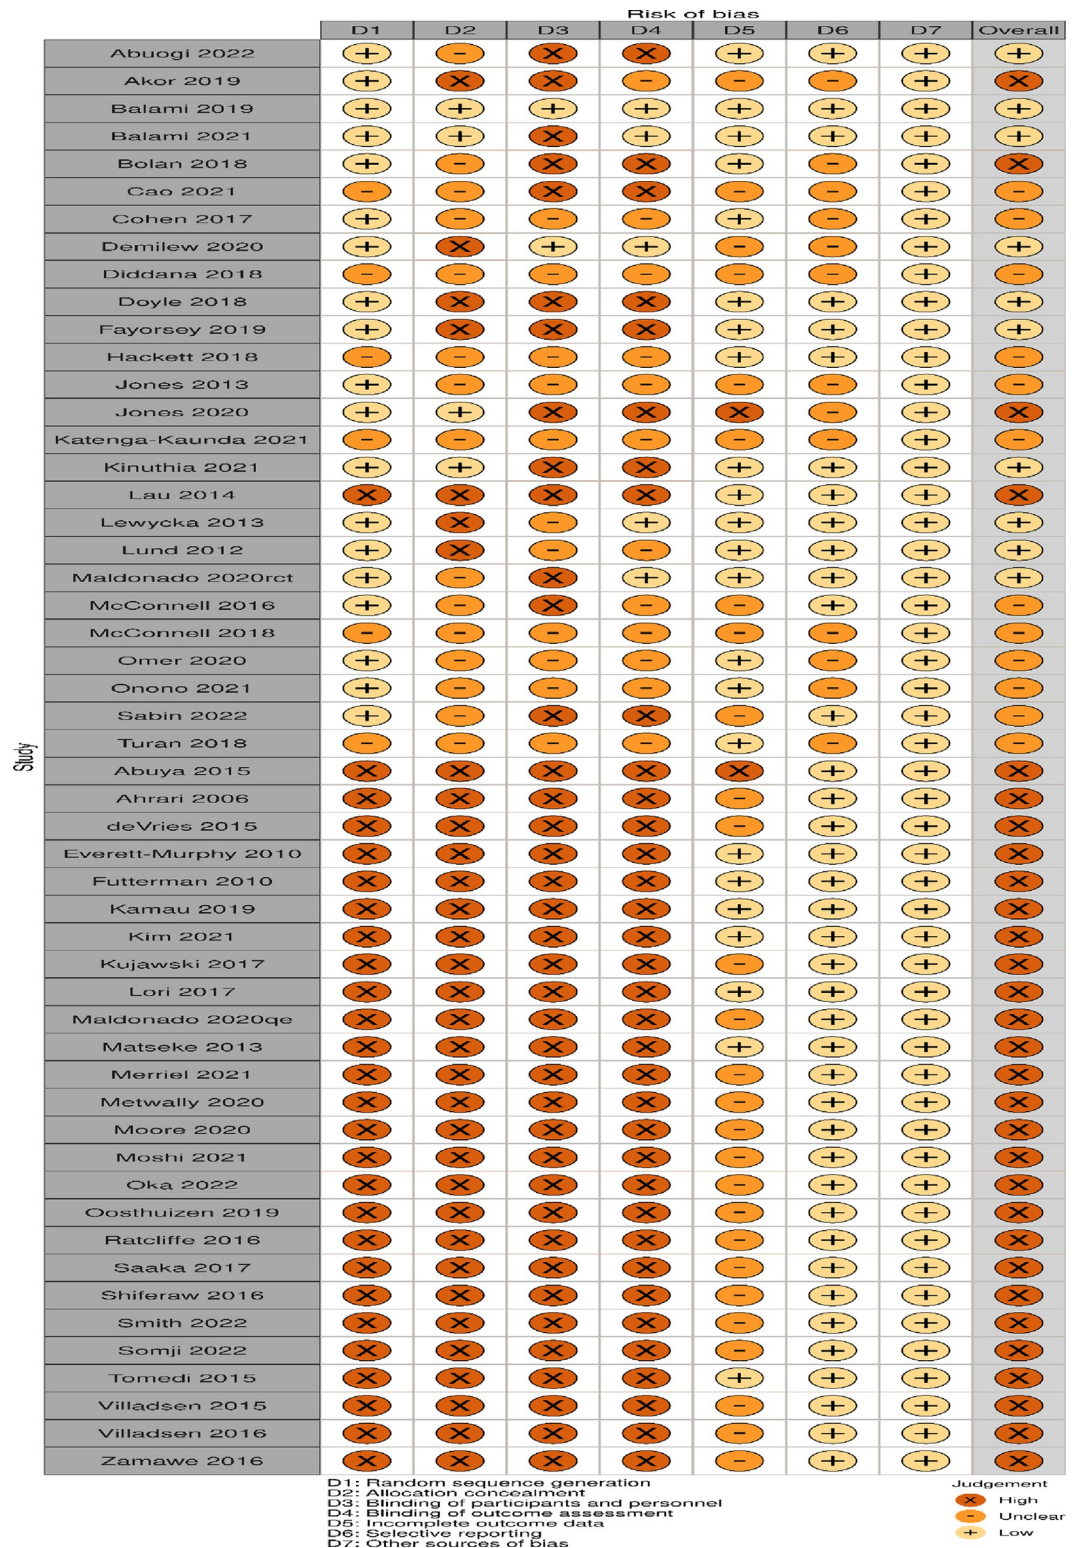 Risk of bias
D1 D2 D3 D4 D5 D6 D7 Overall
Abuogi 2022 + - X X + + + +
Akor 2019 + X X - - - + X
Balami 2019 + + + + + + + +
Balami 2021 + + X + + + + +
Bolan 2018 + - X X + - + X
Cao 2021 - - X X - - + -
Cohen 2017 + - - - + - + -
Demilew 2020 + X + + - - + +
Diddana 2018 - - - - - - + -
Doyle 2018 + X X X + + + +
Fayorsey 2019 + X X X + + + +
Hackett 2018 - - - - + + + -
Jones 2013 + - - - - - + -
Jones 2020 + + X X X - + X
Katenga-Kaunda 2021 - - - - - - + -
Kinuthia 2021 + + X X + + + +
Lau 2014 X X X X + + + X
Lewycka 2013 + X - + + + + +
Lund 2012 + X - - + + + +
Maldonado 2020rct + - X + + + + +
McConnell 2016 + - X - - + + -
McConnell 2018 - - - - - - + -
Omer 2020 + - - - + - + -
Onono 2021 + - - - + - + -
Sabin 2022 + - X X - + + -
Turan 2018 - - - - + - + -
Study
Abuya 2015 X X X X X + + X
Ahrari 2006 X X X X - + + X
deVries 2015 X X X X - + + X
Everett-Murphy 2010 X X X X + + + X
Futterman 2010 X X X X + + + X
Kamau 2019 X X X X + + + X
Kim 2021 X X X X + + + X
Kujawski 2017 X X X X - + + X
Lori 2017 X X X X + + + X
Maldonado 2020qe X X X X - + + X
Matseke 2013 X X X X + + + X
Merriel 2021 X X X X - + + X
Metwally 2020 X X X X - + + X
Moore 2020 X X X X - + + X
Moshi 2021 X X X X - + + X
Oka 2022 X X X X - + + X
Oosthuizen 2019 X X X X - + + X
Ratcliffe 2016 X X X X - + + X
Saaka 2017 X X X X - + + X
Shiferaw 2016 X X X X - + + X
Smith 2022 X X X X - + + X
Somji 2022 X X X X - + + X
Tomedi 2015 X X X X + + + X
Villadsen 2015 X X X X - + + X
Villadsen 2016 X X X X - + + X
Zamawe 2016 X X X X - + + X
D1: Random sequence generation
D2: Allocation concealment
D3: Blinding of participants and personnel
D4: Blinding of outcome assessment
D5: Incomplete outcome data
D6: Selective reporting
D7: Other sources of bias
Judgement
X High
- Unclear
+ Low